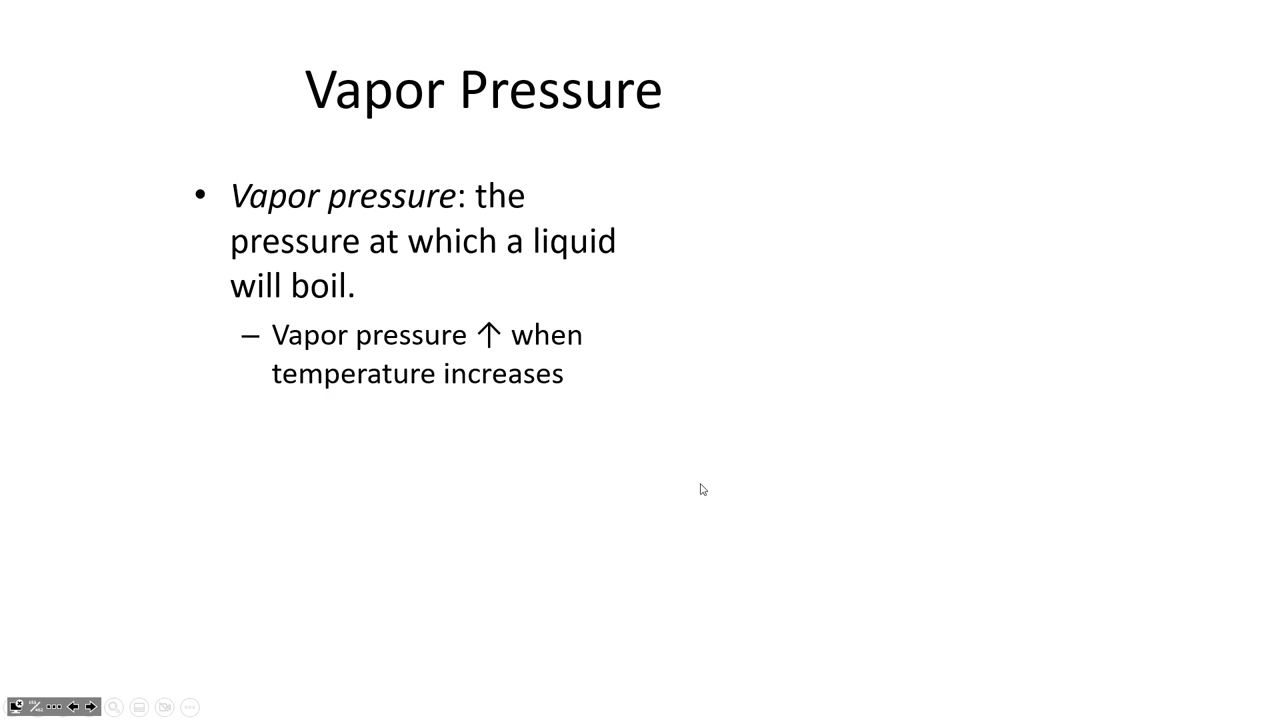 Vapor Pressure
• Vapor pressure: the
pressure at which a liquid
will boil.
– Vapor pressure ↑ when
temperature increases